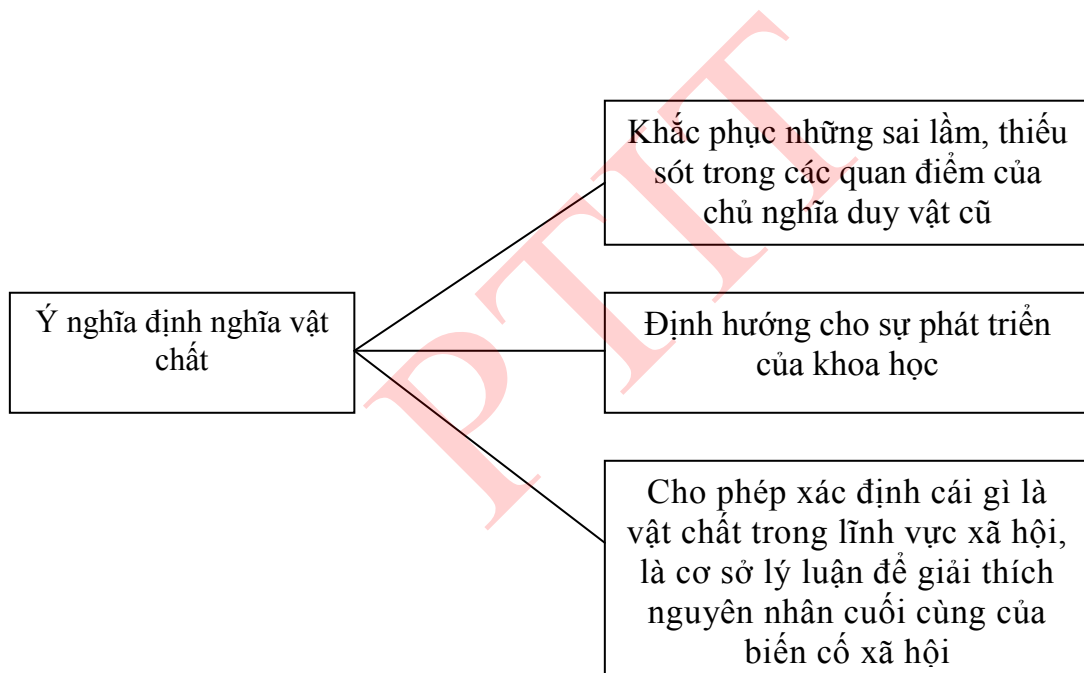 Khắc phục những sai lầm, thiếu
sót trong các quan điểm của
chủ nghĩa duy vật cũ
Ý nghĩa định nghĩa vật
chất
Định hướng cho sự phát triển
của khoa học
Cho phép xác định cái gì là
vật chất trong lĩnh vực xã hội,
là cơ sở lý luận để giải thích
nguyên nhân cuối cùng của
biến cố xã hội
PTIT